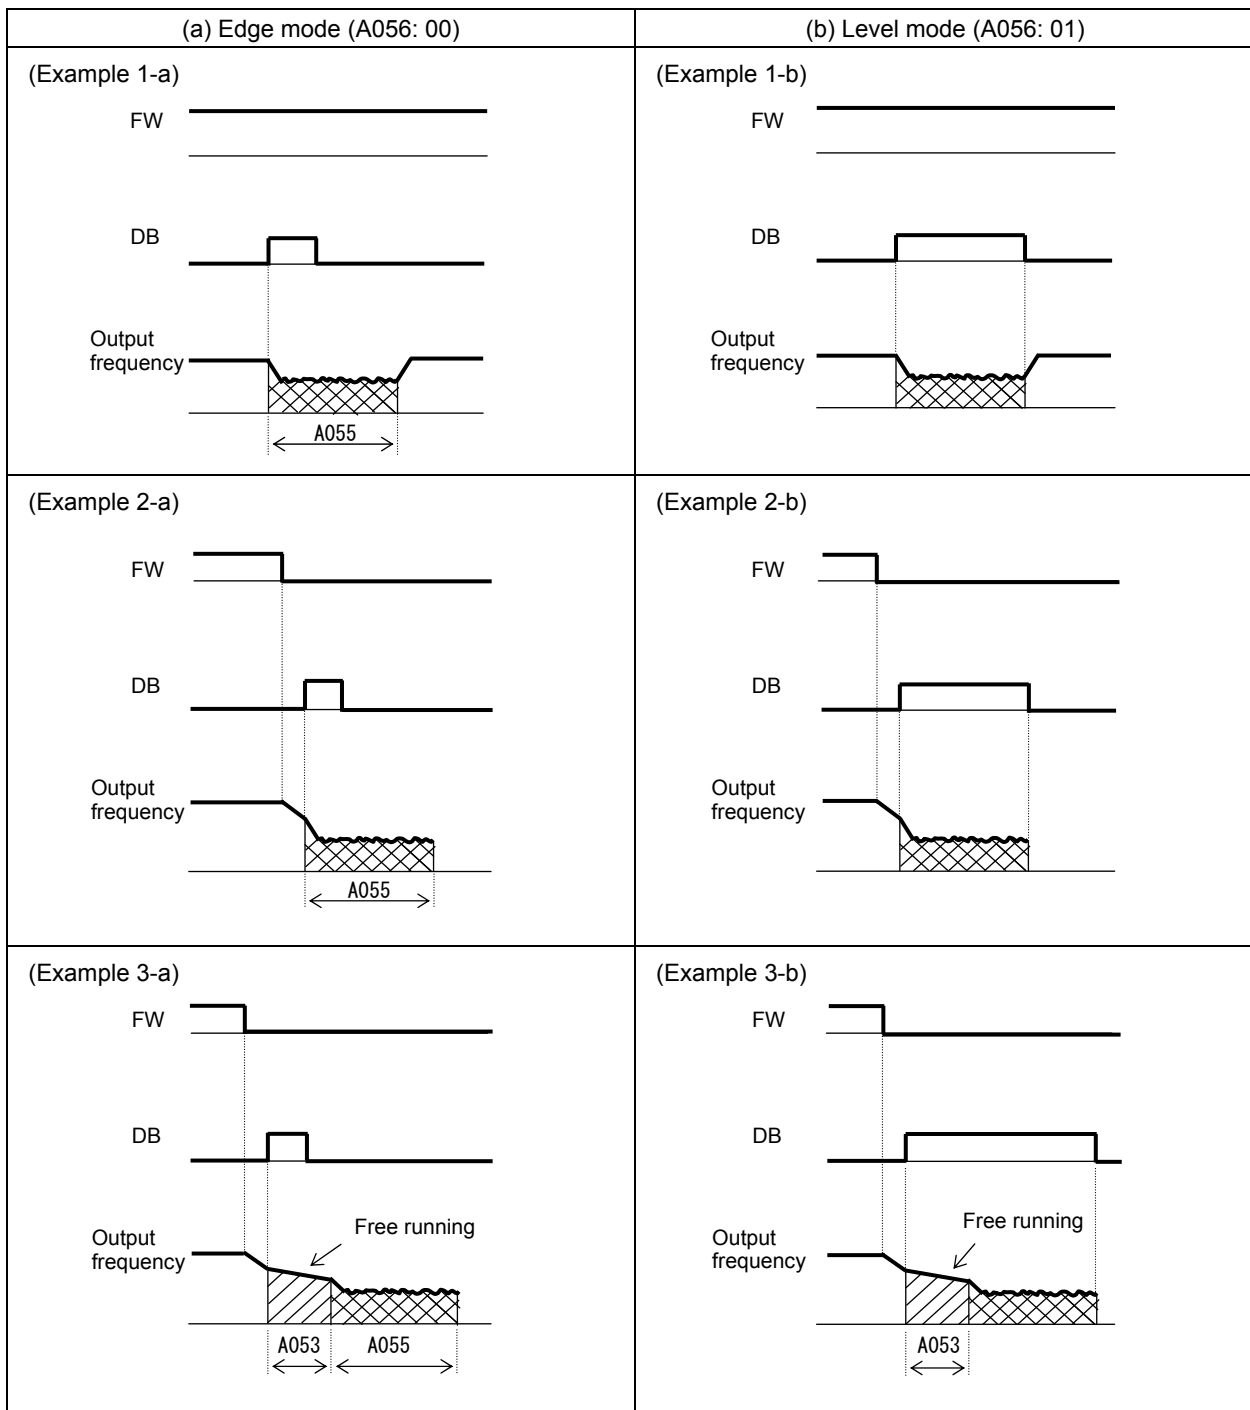 (a) Edge mode (A056: 00)
(b) Level mode (A056: 01)
(Example 1-a)
FW
DB
Output
frequency
A055
(Example 1-b)
FW
DB
Output
frequency
(Example 2-a)
FW
DB
Output
frequency
A055
(Example 2-b)
FW
DB
Output
frequency
(Example 3-a)
FW
DB
Free running
Output
frequency
A053
A055
(Example 3-b)
FW
DB
Free running
Output
frequency
A053